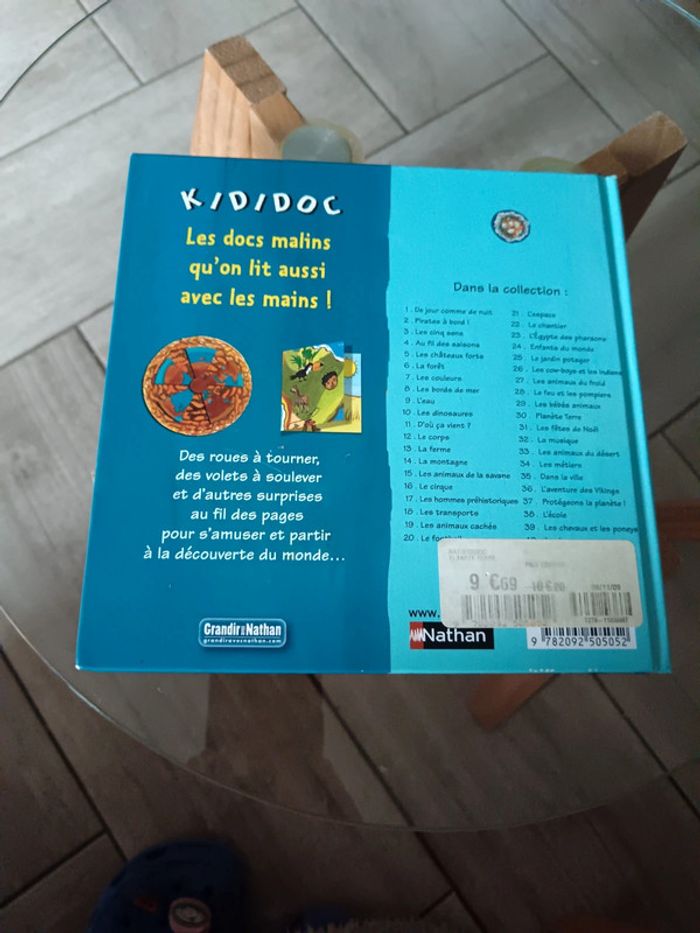 KIDIDOC
Les docs malins
qu'on lit aussi
avec les mains !
Des roues à tourner,
des volets à soulever
et d'autres surprises
au fil des pages
pour s'amuser et partir
à la découverte du monde...
Grandir avec Nathan
grandiravecnathan.com
Dans la collection :
1 . De jour comme de nuit
2 . Pirates à bord !
3 . Les cinq sens
4 . Au fil des saisons
5 . Les châteaux forts
6 . La forêt
7 . Les couleurs
8 . Les bords de mer
9 . L'eau
10 . Les dinosaures
11 . D'où ça vient ?
12 . Le corps
13 . La ferme
14 . La montagne
15 . Les animaux de la savane
16 . Le cirque
17 . Les hommes préhistoriques
18 . Les transports
19 . Les animaux cachés
20 . Le
21 . L'espace
22 . Le chantier
23 . L'Égypte des pharaons
24 . Enfants du monde
25 . Le jardin potager
26 . Les cow-boys et les Indiens
27 . Les animaux du froid
28 . Le feu et les pompiers
29 . Les bébés animaux
30 . Planète Terre
31 . Les fêtes de Noël
32 . La musique
33 . Les animaux du désert
34 . Les métiers
35 . Dans la ville
36 . L'aventure des Vikings
37 . Protégeons la planète !
38 . L'école
39 . Les chevaux et les poneys
9 €69
www.
Nathan
9 782092 505052